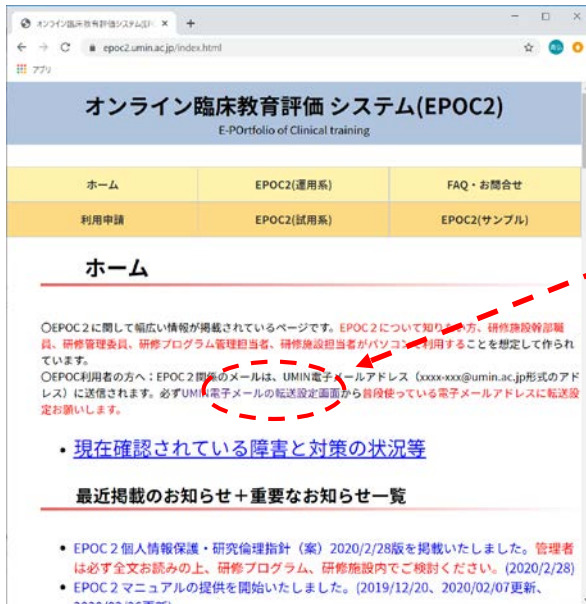 オンライン臨床教育評価システム(EP
epoc2.umin.ac.jp/index.html
アプリ
オンライン臨床教育評価 システム(EPOC2)
E-POrtfolio of Clinical training
ホーム
EPOC2(運用系)
FAQ・お問合せ
利用申請
EPOC2(試用系)
EPOC2(サンプル)
ホーム
〇EPOC２に関して幅広い情報が掲載されているページです。EPOC２について知りたい方、研修施設幹部職
員、研修管理委員、研修プログラム管理担当者、研修施設担当者がパソコンで利用することを想定して作られ
ています。
〇EPOC利用者の方へ：EPOC２関係のメールは、UMIN電子メールアドレス（xxxx-xxx@umin.ac.jp形式のアド
レス）に送信されます。必ずUMIN電子メールの転送設定画面から普段使っている電子メールアドレスに転送設
定お願いします。
• 現在確認されている障害と対策の状況等
最近掲載のお知らせ＋重要なお知らせ一覧
• EPOC２個人情報保護・研究倫理指針（案）2020/2/28版を掲載いたしました。管理者
は必ず全文お読みの上、研修プログラム、研修施設内でご検討ください。(2020/2/28)
• EPOC２マニュアルの提供を開始いたしました。(2019/12/20、2020/02/07更新、